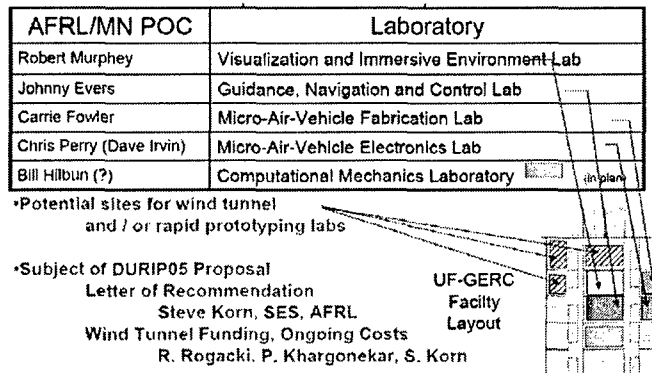 AFRL/MN POC Laboratory
Robert Murphey Visualization and Immersive Environment Lab
Johnny Evers Guidance, Navigation and Control Lab
Carrie Fowler Micro-Air-Vehicle Fabrication Lab
Chris Perry (Dave Irvin) Micro-Air-Vehicle Electronics Lab
Bill Hilbun (?) Computational Mechanics Laboratory (in plan)
•Potential sites for wind tunnel
and / or rapid prototyping labs
•Subject of DURIP05 Proposal
Letter of Recommendation
Steve Korn, SES, AFRL
Wind Tunnel Funding, Ongoing Costs
R. Rogacki, P. Khargonekar, S. Korn
UF-GERC
Facilty
Layout